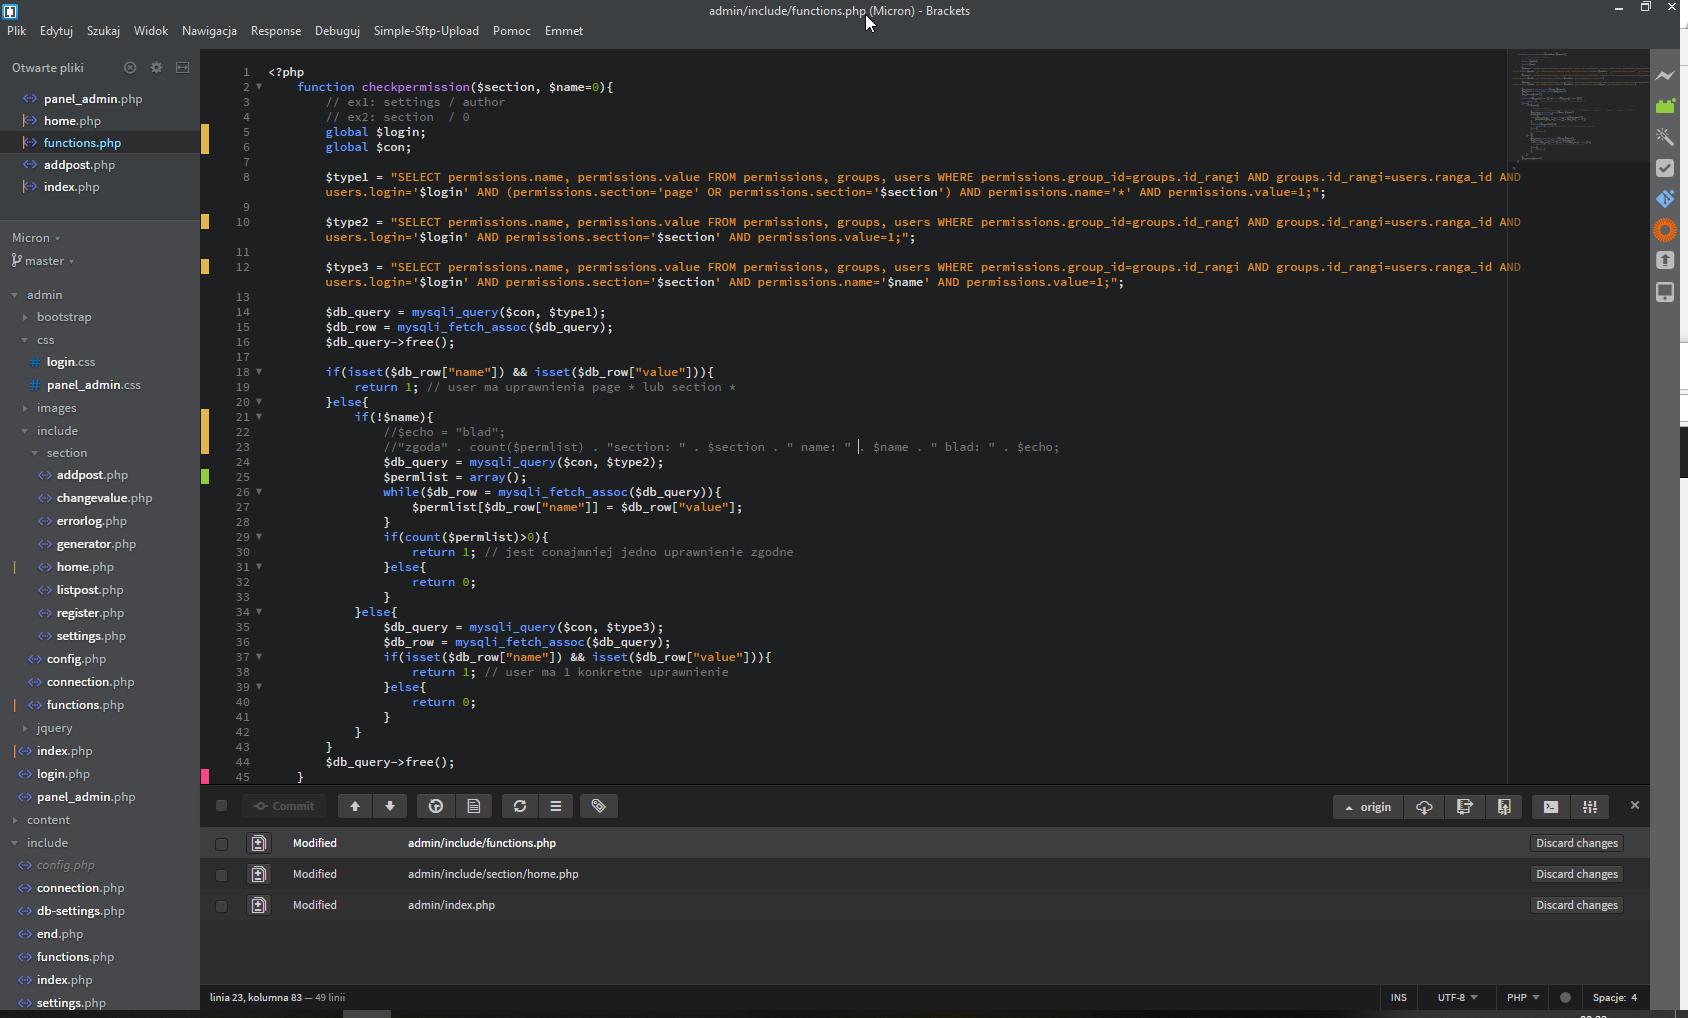 admin/include/functions.php (Micron) - Brackets
Plik Edytuj Szukaj Widok Nawigacja Response Debuguj Simple-Sftp-Upload Pomoc Emmet
Otwarte pliki
panel_admin.php
home.php
functions.php
addpost.php
index.php
Micron
master
admin
bootstrap
css
login.css
panel_admin.css
images
include
section
addpost.php
changevalue.php
errorlog.php
generator.php
home.php
listpost.php
register.php
settings.php
config.php
connection.php
functions.php
jquery
index.php
login.php
panel_admin.php
content
include
config.php
connection.php
db-settings.php
end.php
functions.php
index.php
settings.php
1 <?php
2 function checkpermission($section, $name=0){
3 // ex1: settings / author
4 // ex2: section / 0
5 global $login;
6 global $con;
7
8 $type1 = "SELECT permissions.name, permissions.value FROM permissions, groups, users WHERE permissions.group_id=groups.id_rangi AND groups.id_rangi=users.ranga_id AND
users.login='$login' AND (permissions.section='page' OR permissions.section='$section') AND permissions.name='*' AND permissions.value=1;";
9
10 $type2 = "SELECT permissions.name, permissions.value FROM permissions, groups, users WHERE permissions.group_id=groups.id_rangi AND groups.id_rangi=users.ranga_id AND
users.login='$login' AND permissions.section='$section' AND permissions.value=1;";
11
12 $type3 = "SELECT permissions.name, permissions.value FROM permissions, groups, users WHERE permissions.group_id=groups.id_rangi AND groups.id_rangi=users.ranga_id AND
users.login='$login' AND permissions.section='$section' AND permissions.name='$name' AND permissions.value=1;";
13
14 $db_query = mysqli_query($con, $type1);
15 $db_row = mysqli_fetch_assoc($db_query);
16 $db_query->free();
17
18 if(isset($db_row["name"]) && isset($db_row["value"])){
19 return 1; // user ma uprawnienia page * lub section *
20 }else{
21 if(!$name){
22 //$echo = "blad";
23 //"zgoda" . count($permlist) . "section: " . $section . " name: " . $name . " blad: " . $echo;
24 $db_query = mysqli_query($con, $type2);
25 $permlist = array();
26 while($db_row = mysqli_fetch_assoc($db_query)){
27 $permlist[$db_row["name"]] = $db_row["value"];
28 }
29 if(count($permlist)>0){
30 return 1; // jest conajmniej jedno uprawnienie zgodne
31 }else{
32 return 0;
33 }
34 }else{
35 $db_query = mysqli_query($con, $type3);
36 $db_row = mysqli_fetch_assoc($db_query);
37 if(isset($db_row["name"]) && isset($db_row["value"])){
38 return 1; // user ma 1 konkretne uprawnienie
39 }else{
40 return 0;
41 }
42 }
43 }
44 $db_query->free();
45 }
Commit origin
Modified admin/include/functions.php Discard changes
Modified admin/include/section/home.php Discard changes
Modified admin/index.php Discard changes
linia 23, kolumna 83 — 49 linii INS UTF-8 PHP Spacje: 4